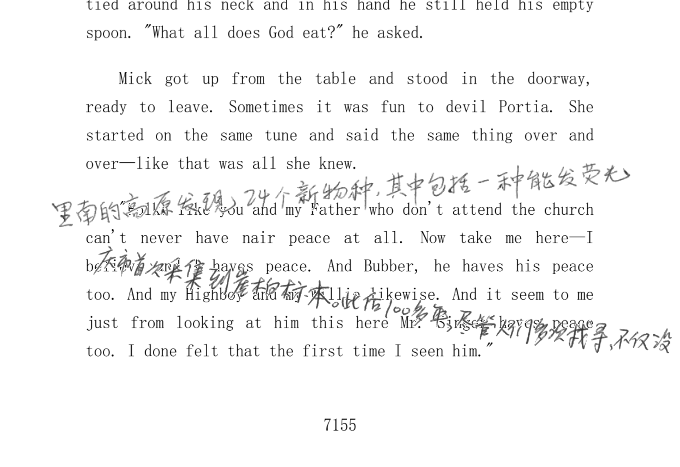 tied around his neck and in his hand he still held his empty
spoon. "What all does God eat?" he asked.
Mick got up from the table and stood in the doorway,
ready to leave. Sometimes it was fun to devil Portia. She
started on the same tune and said the same thing over and
over—like that was all she knew.
里南的高原发现了24个新物种,其中包括一种能发荧光
"Folks like you and my Father who don't attend the church
can't never have nair peace at all. Now take me here—I
haves peace. And Bubber, he haves his peace
庆市首次采集到崖柏标本。此后100多年,尽管人们多次找寻,不仅没
too. And my Highboy and my Willie likewise. And it seem to me
just from looking at him this here Mr. Singer haves peace
too. I done felt that the first time I seen him."
7155